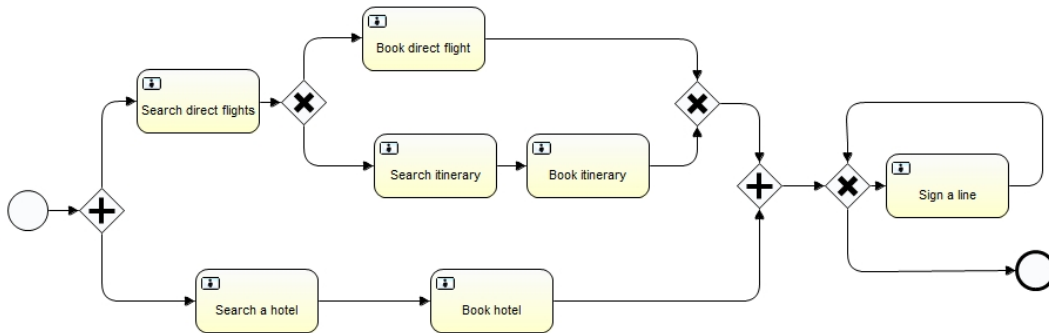 Book direct flight
Search direct flights
Search itinerary
Book itinerary
Sign a line
Search a hotel
Book hotel